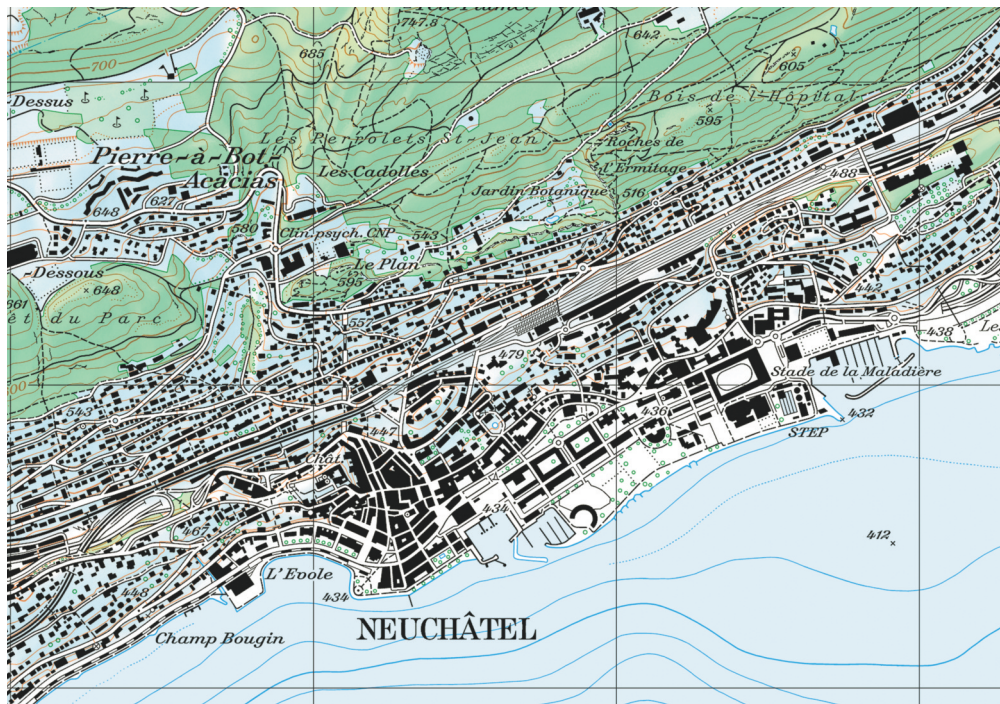 747.8
685
642
700
605
Dessus
Bois de l'Hôpital
595
Les Perrolets St-Jean
Roches de
l'Ermitage
Pierre-à-Bot-
Acacias
Les Cadolles
488
Jardin Botanique
516
627
648
580
Clin.psych. CNP
543
-Dessous
Le Plan
595
648
661
442
êt du Parc
557
438
Les
479
Stade de la Maladière
543
436
432
447
STEP
Chât.
434
467
412
L'Evole
448
434
NEUCHÂTEL
Champ Bougin